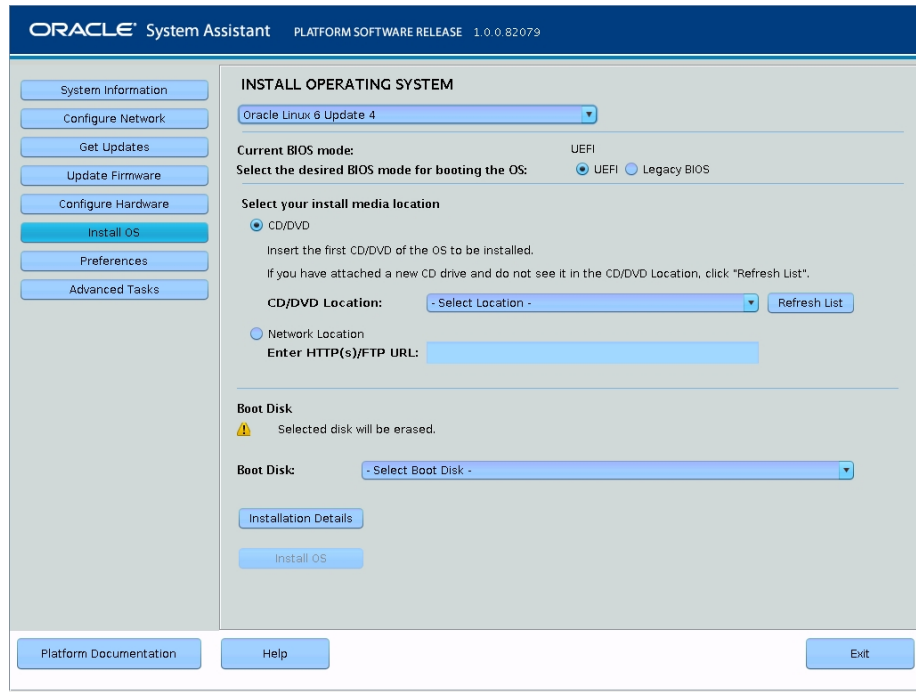 ORACLE System Assistant PLATFORM SOFTWARE RELEASE 1.0.0.82079
System Information
Configure Network
Get Updates
Update Firmware
Configure Hardware
Install OS
Preferences
Advanced Tasks
INSTALL OPERATING SYSTEM
Oracle Linux 6 Update 4
Current BIOS mode: UEFI
Select the desired BIOS mode for booting the OS: UEFI Legacy BIOS
Select your install media location
CD/DVD
Insert the first CD/DVD of the OS to be installed.
If you have attached a new CD drive and do not see it in the CD/DVD Location, click "Refresh List".
CD/DVD Location: - Select Location - Refresh List
Network Location
Enter HTTP(s)/FTP URL:
Boot Disk
Selected disk will be erased.
Boot Disk: - Select Boot Disk -
Installation Details
Install OS
Platform Documentation Help Exit